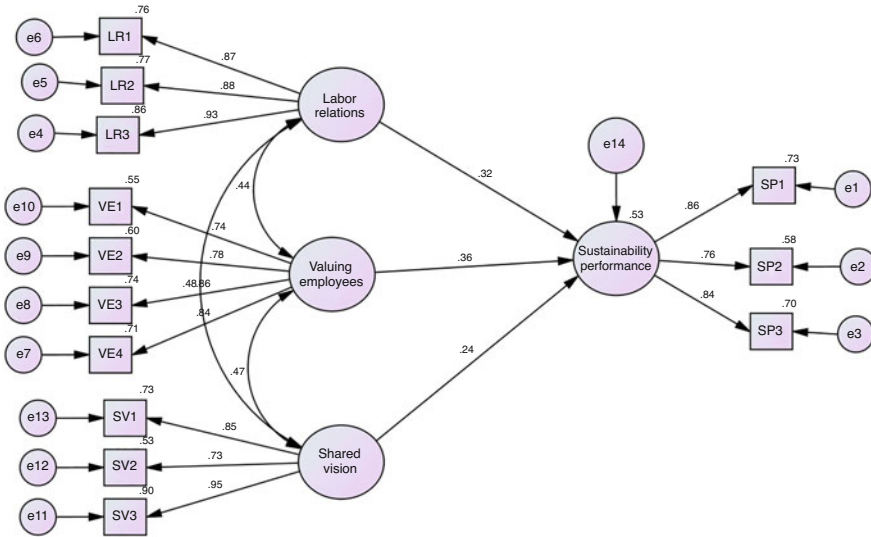 .76
e6
LR1
.87
.77
e5
LR2
.88
.86
e4
LR3
.93
Labor
relations
e14
.32
.44
.73
SP1
e1
.86
.55
e10
VE1
.74
.60
e9
VE2
.78
.74
e8
VE3
.48
.86
.71
e7
VE4
.84
Valuing
employees
.36
.53
Sustainability
performance
.58
SP2
e2
.76
.70
SP3
e3
.84
.47
.24
.73
e13
SV1
.85
.53
e12
SV2
.73
.90
e11
SV3
.95
Shared
vision